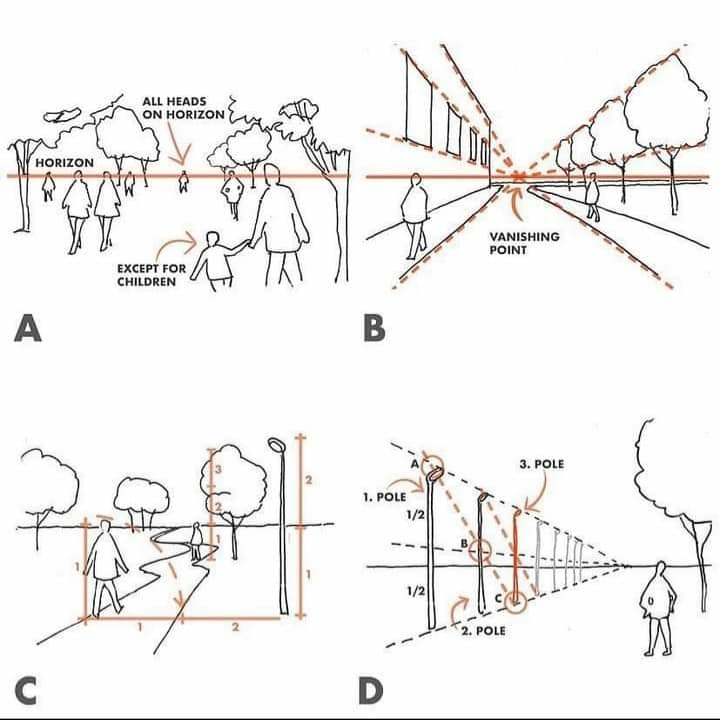 ALL HEADS
ON HORIZON
HORIZON
EXCEPT FOR
CHILDREN
A
VANISHING
POINT
B
3
2
2
1
1
1
1
2
C
A
3. POLE
1. POLE
1/2
B
1/2
C
2. POLE
D